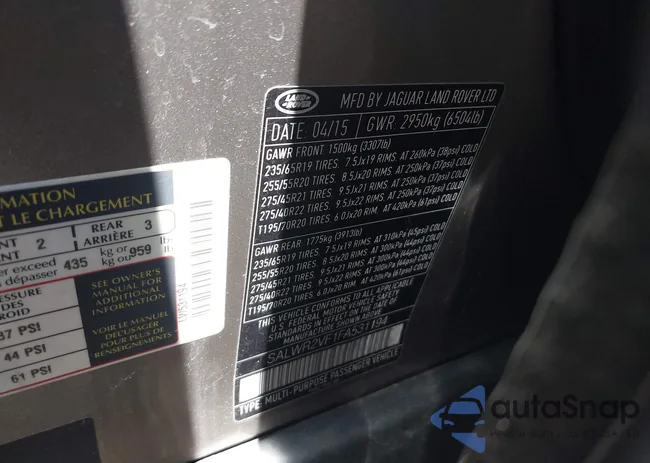 RMATION
T LE CHARGEMENT
NT 2
REAR
ARRIÈRE 3
er exceed
s dépasser 435 kg or
kg ou 959 lb
lb
SEE OWNER'S
MANUAL FOR
ADDITIONAL
INFORMATION
VOIR LE MANUEL
DE
POUR PLUS DE
RENSEIGNEMENTS
37 PSI
44 PSI
61 PSI
LAND
ROVER
MFD BY JAGUAR LAND ROVER LTD
DATE: 04/15
GWR: 2950kg (6504lb)
GAWR FRONT 1500kg (3307lb)
235/65R19 TIRES. 7.5Jx19 RIMS. AT 260kPa (38psi) COLD
255/55R20 TIRES. 8.5Jx20 RIMS. AT 250kPa (37psi) COLD
275/45R21 TIRES. 9.5Jx21 RIMS. AT 250kPa (37psi) COLD
275/40R22 TIRES. 9.5Jx22 RIMS. AT 250kPa (37psi) COLD
T195/70R20 TIRES. 6.0Jx20 RIM. AT 420kPa (61psi) COLD
GAWR REAR. 1775kg (3913lb)
235/65R19 TIRES. 7.5Jx19 RIMS. AT 310kPa (45psi) COLD
255/55R20 TIRES. 8.5Jx20 RIMS. AT 300kPa (44psi) COLD
275/45R21 TIRES. 9.5Jx21 RIMS. AT 300kPa (44psi) COLD
275/40R22 TIRES. 9.5Jx22 RIMS. AT 300kPa (44psi) COLD
T195/70R20 TIRES. 6.0Jx20 RIM. AT 420kPa (61psi) COLD
THIS VEHICLE CONFORMS TO ALL APPLICABLE
U.S. FEDERAL MOTOR VEHICLE SAFETY
STANDARDS IN EFFECT ON THE DATE OF
MANUFACTURE SHOWN ABOVE.
SALWR2VF1FA531194
TYPE: MULTI-PURPOSE PASSENGER VEHICLE
autoSnap